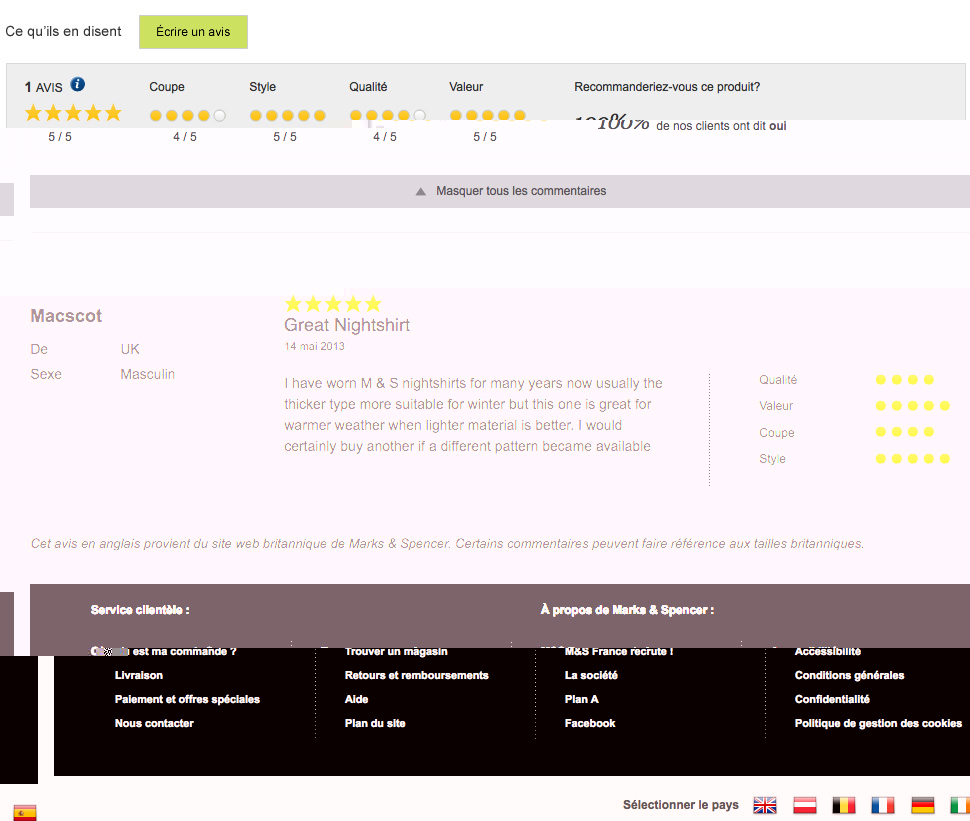 Ce qu'ils en disent
Écrire un avis
1 AVIS
Coupe
Style
Qualité
Valeur
Recommanderiez-vous ce produit?
5 / 5
4 / 5
5 / 5
4 / 5
5 / 5
de nos clients ont dit oui
Masquer tous les commentaires
Macscot
De UK
Sexe Masculin
Great Nightshirt
14 mai 2013
I have worn M & S nightshirts for many years now usually the
thicker type more suitable for winter but this one is great for
warmer weather when lighter material is better. I would
certainly buy another if a different pattern became available
Qualité
Valeur
Coupe
Style
Cet avis en anglais provient du site web britannique de Marks & Spencer. Certains commentaires peuvent faire référence aux tailles britanniques.
Service clientèle :
À propos de Marks & Spencer :
est ma commande ?
Livraison
Paiement et offres spéciales
Nous contacter
Trouver un magasin
Retours et remboursements
Aide
Plan du site
M&S France recrute !
La société
Plan A
Facebook
Accessibilité
Conditions générales
Confidentialité
Politique de gestion des cookies
Sélectionner le pays